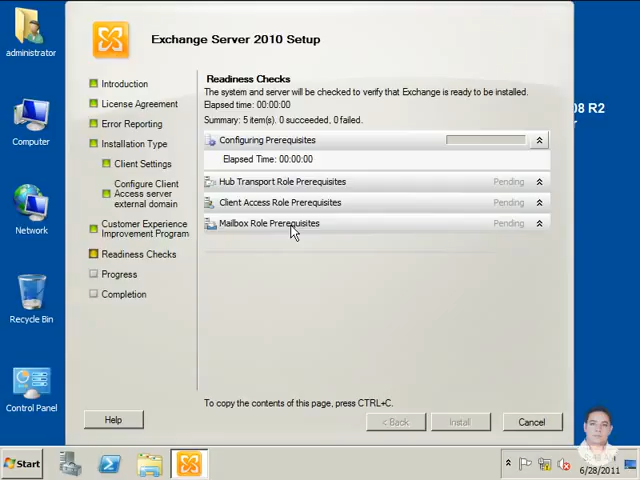 administrator
Computer
Network
Recycle Bin
Control Panel
Exchange Server 2010 Setup
Introduction
License Agreement
Error Reporting
Installation Type
Client Settings
Configure Client
Access server
external domain
Customer Experience
Improvement Program
Readiness Checks
Progress
Completion
Readiness Checks
The system and server will be checked to verify that Exchange is ready to be installed.
Elapsed time: 00:00:00
Summary: 5 item(s). 0 succeeded, 0 failed.
Configuring Prerequisites
Elapsed Time: 00:00:00
Hub Transport Role Prerequisites Pending
Client Access Role Prerequisites Pending
Mailbox Role Prerequisites Pending
To copy the contents of this page, press CTRL+C.
Help
< Back
Install
Cancel
08 R2
r
Start
6/28/2011